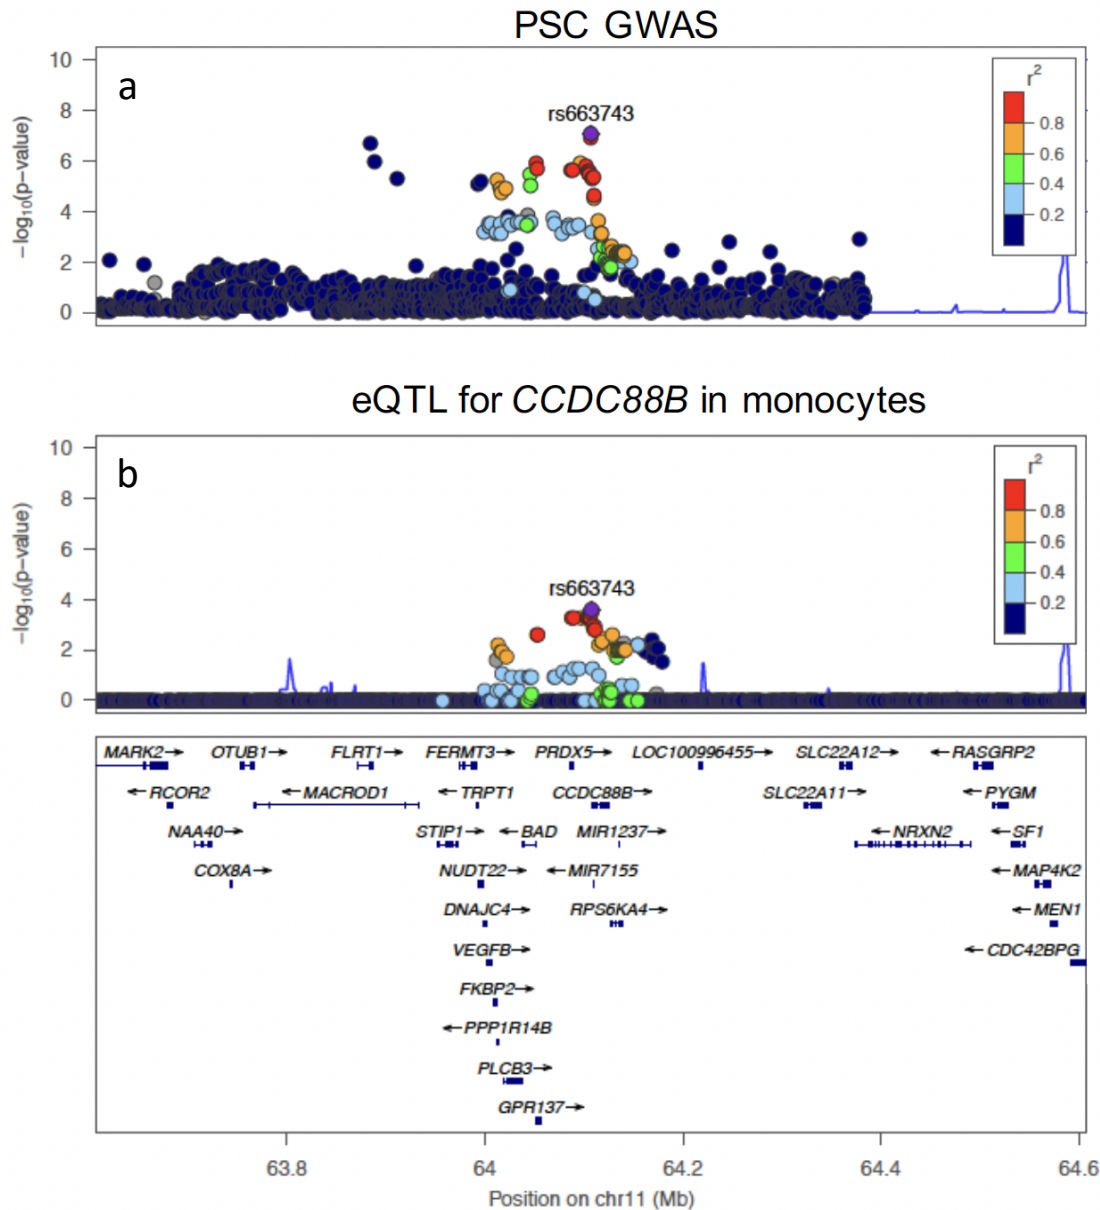 PSC GWAS
a
rs663743
−log10(p−value)
10
8
6
4
2
0
r2
0.8
0.6
0.4
0.2
eQTL for CCDC88B in monocytes
b
rs663743
−log10(p−value)
10
8
6
4
2
0
r2
0.8
0.6
0.4
0.2
MARK2→ OTUB1→ FLRT1→ FERMT3→ PRDX5→ LOC100996455→ SLC22A12→ ←RASGRP2
←RCOR2 ←MACROD1 ←TRPT1 CCDC88B→ SLC22A11→ ←PYGM
NAA40→ STIP1→ ←BAD MIR1237→ ←NRXN2 ←SF1
COX8A→ NUDT22→ ←MIR7155 ←MAP4K2
DNAJC4→ RPS6KA4→ ←MEN1
VEGFB→ ←CDC42BPG
FKBP2→
←PPP1R14B
PLCB3→
GPR137→
63.8 64 64.2 64.4 64.6
Position on chr11 (Mb)